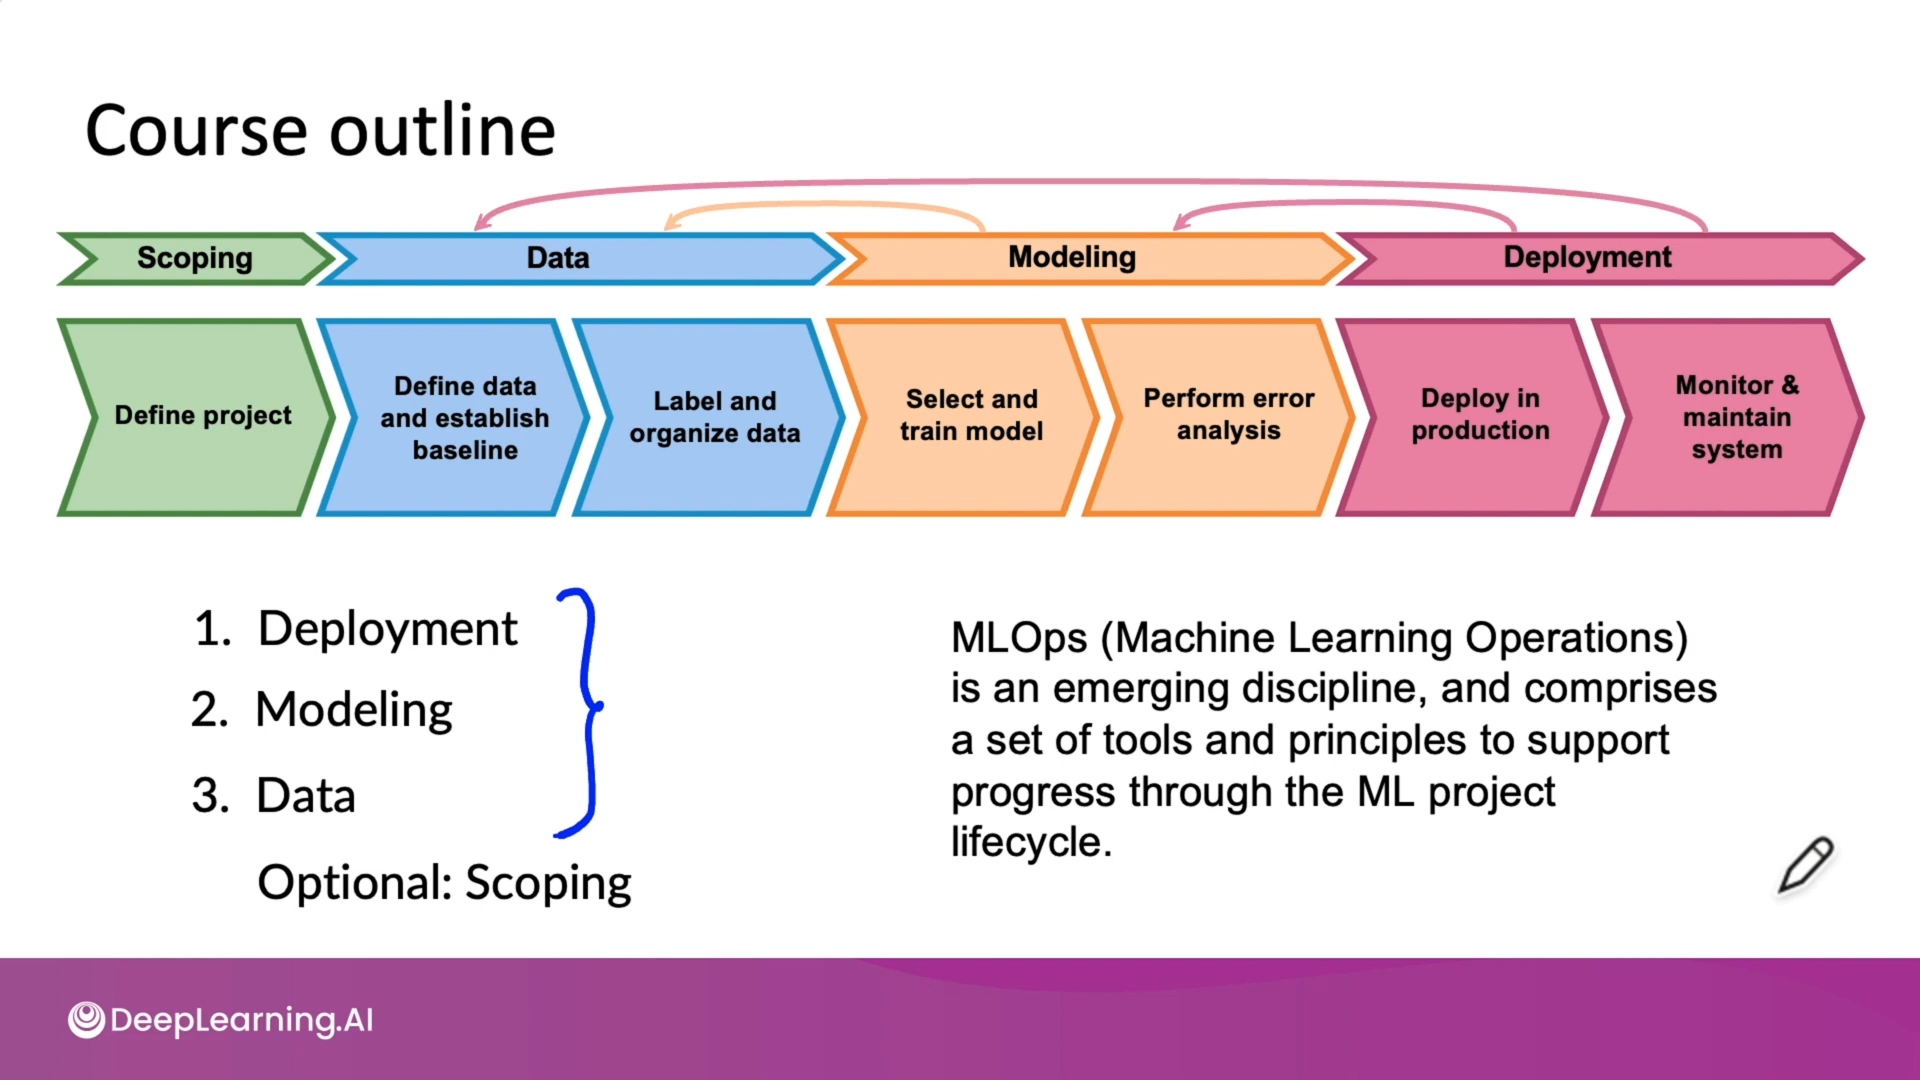 Course outline
Scoping
Data
Modeling
Deployment
Define project
Define data
and establish
baseline
Label and
organize data
Select and
train model
Perform error
analysis
Deploy in
production
Monitor &
maintain
system
1. Deployment
2. Modeling
3. Data
Optional: Scoping
MLOps (Machine Learning Operations)
is an emerging discipline, and comprises
a set of tools and principles to support
progress through the ML project
lifecycle.
DeepLearning.AI